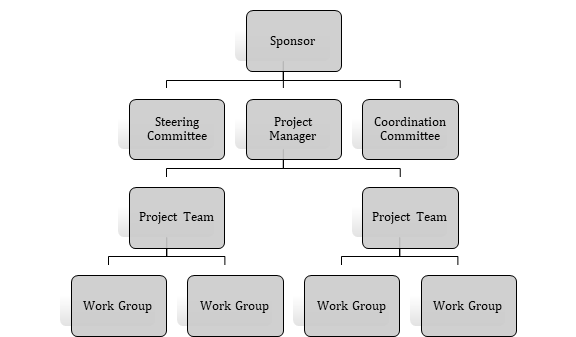 Sponsor
Steering
Committee
Project
Manager
Coordination
Committee
Project Team
Project Team
Work Group
Work Group
Work Group
Work Group